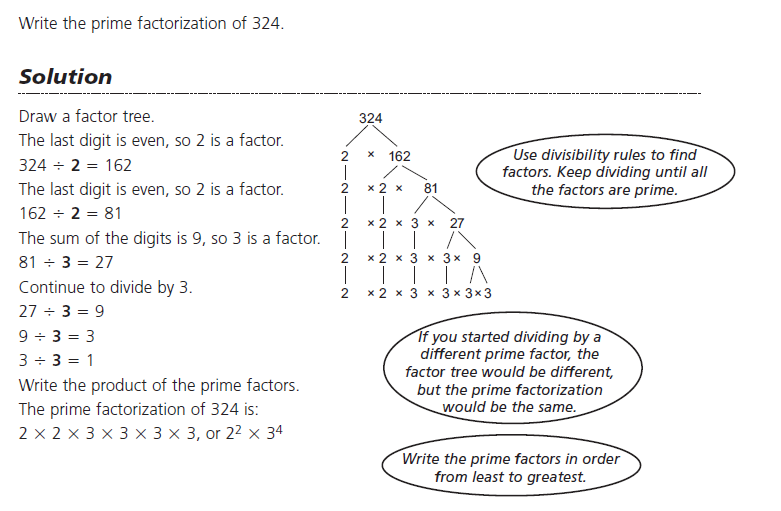 Write the prime factorization of 324.
Solution
Draw a factor tree.
The last digit is even, so 2 is a factor.
324 ÷ 2 = 162
The last digit is even, so 2 is a factor.
162 ÷ 2 = 81
The sum of the digits is 9, so 3 is a factor.
81 ÷ 3 = 27
Continue to divide by 3.
27 ÷ 3 = 9
9 ÷ 3 = 3
3 ÷ 3 = 1
Write the product of the prime factors.
The prime factorization of 324 is:
2 × 2 × 3 × 3 × 3 × 3, or 2² × 3⁴
324
2 × 162
2 × 2 × 81
2 × 2 × 3 × 27
2 × 2 × 3 × 3 × 9
2 × 2 × 3 × 3 × 3 × 3
Use divisibility rules to find
factors. Keep dividing until all
the factors are prime.
If you started dividing by a
different prime factor, the
factor tree would be different,
but the prime factorization
would be the same.
Write the prime factors in order
from least to greatest.